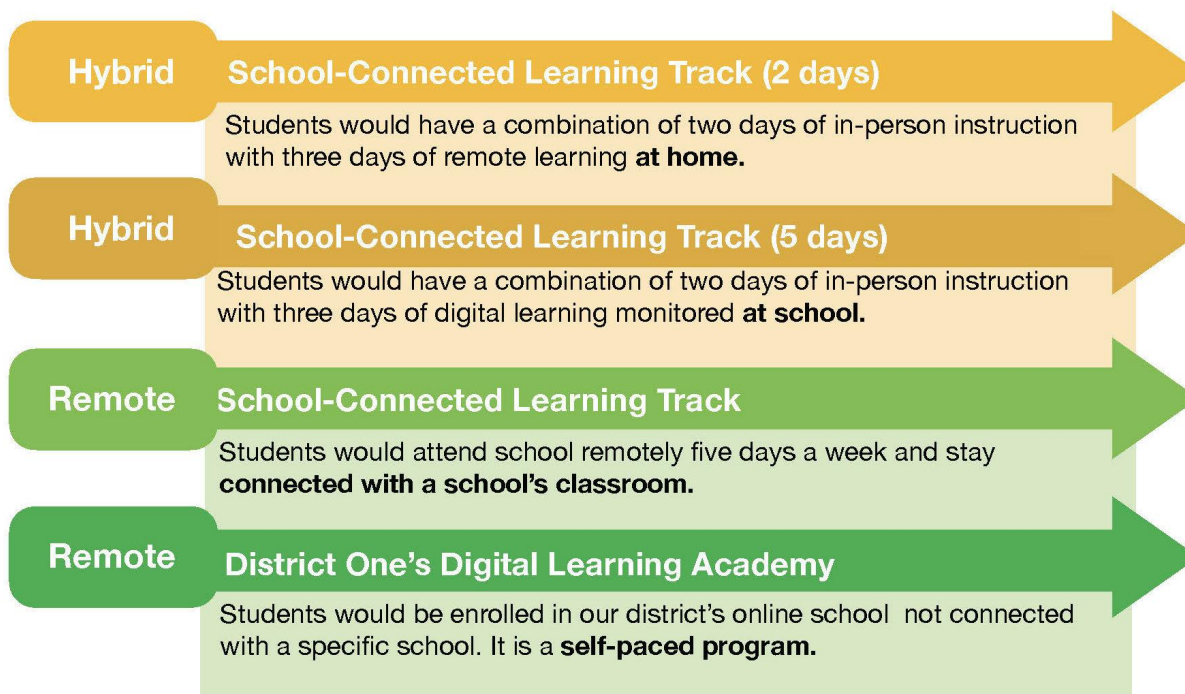 Hybrid School-Connected Learning Track (2 days)
Students would have a combination of two days of in-person instruction
with three days of remote learning at home.
Hybrid School-Connected Learning Track (5 days)
Students would have a combination of two days of in-person instruction
with three days of digital learning monitored at school.
Remote School-Connected Learning Track
Students would attend school remotely five days a week and stay
connected with a school’s classroom.
Remote District One’s Digital Learning Academy
Students would be enrolled in our district’s online school  not connected
with a specific school. It is a self-paced program.